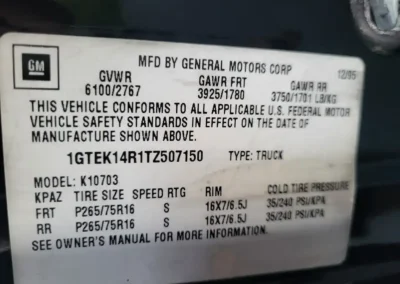 GM
MFD BY GENERAL MOTORS CORP 12/95
GVWR GAWR FRT GAWR RR
6100/2767 3925/1780 3750/1701 LB/KG
THIS VEHICLE CONFORMS TO ALL APPLICABLE U.S. FEDERAL MOTOR
VEHICLE SAFETY STANDARDS IN EFFECT ON THE DATE OF
MANUFACTURE SHOWN ABOVE.
1GTEK14R1TZ507150 TYPE: TRUCK
MODEL: K10703
KPAZ TIRE SIZE SPEED RTG RIM COLD TIRE PRESSURE
FRT P265/75R16 S 16X7/6.5J 35/240 PSI/KPA
RR P265/75R16 S 16X7/6.5J 35/240 PSI/KPA
SEE OWNER'S MANUAL FOR MORE INFORMATION.